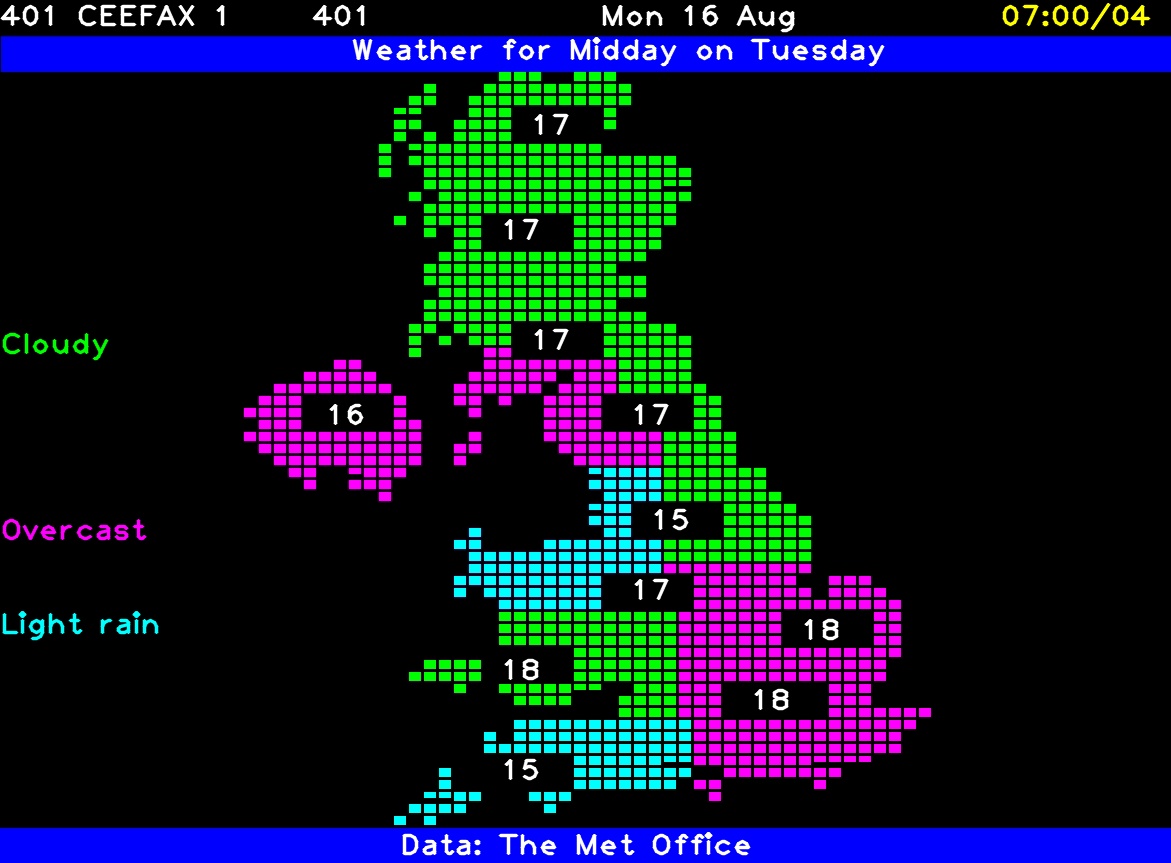 401 CEEFAX 1 401 Mon 16 Aug 07:00/04
Weather for Midday on Tuesday
17
17
17
Cloudy
16 17
15
Overcast
17
Light rain
18
18
18
15
Data: The Met Office